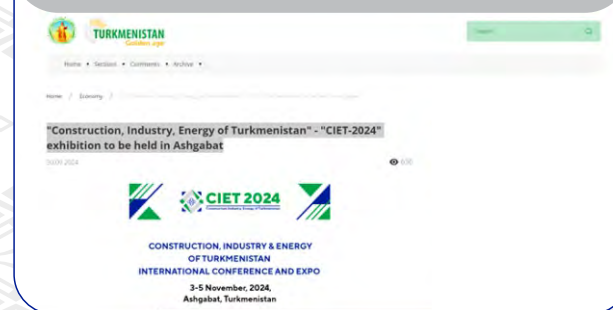 TURKMENISTAN
Golden age
Search
Home • Sections • Comments • Archive
Home / Economy /
"Construction, Industry, Energy of Turkmenistan" - "CIET-2024"
exhibition to be held in Ashgabat
CIET 2024
CONSTRUCTION, INDUSTRY & ENERGY
OF TURKMENISTAN
INTERNATIONAL CONFERENCE AND EXPO
3-5 November, 2024,
Ashgabat, Turkmenistan